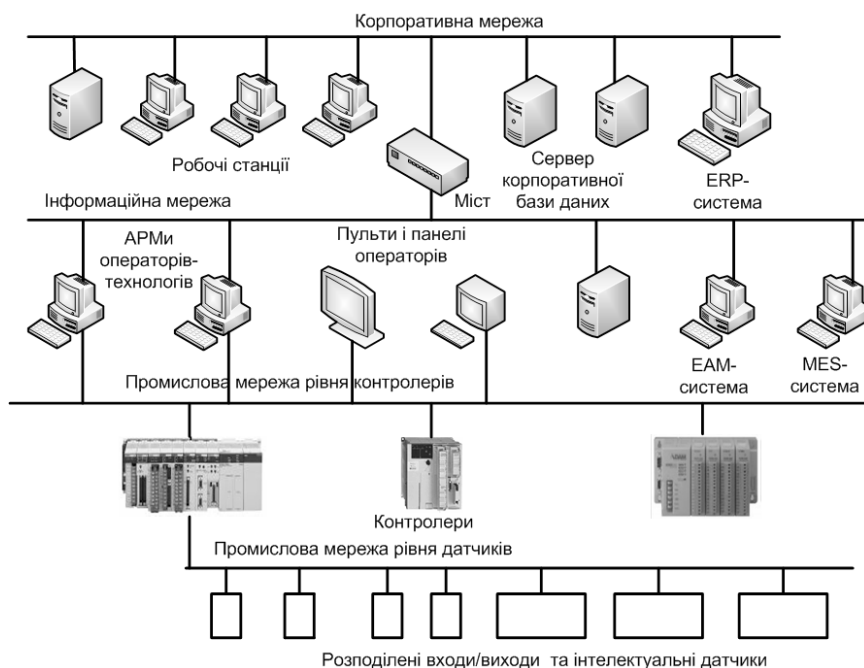 Корпоративна мережа
Робочі станції
Сервер
корпоративної
бази даних
ERP-
система
Інформаційна мережа
Міст
АРМи
операторів-
технологів
Пульти і панелі
операторів
EAM-
система
MES-
система
Промислова мережа рівня контролерів
Контролери
Промислова мережа рівня датчиків
Розподілені входи/виходи та інтелектуальні датчики